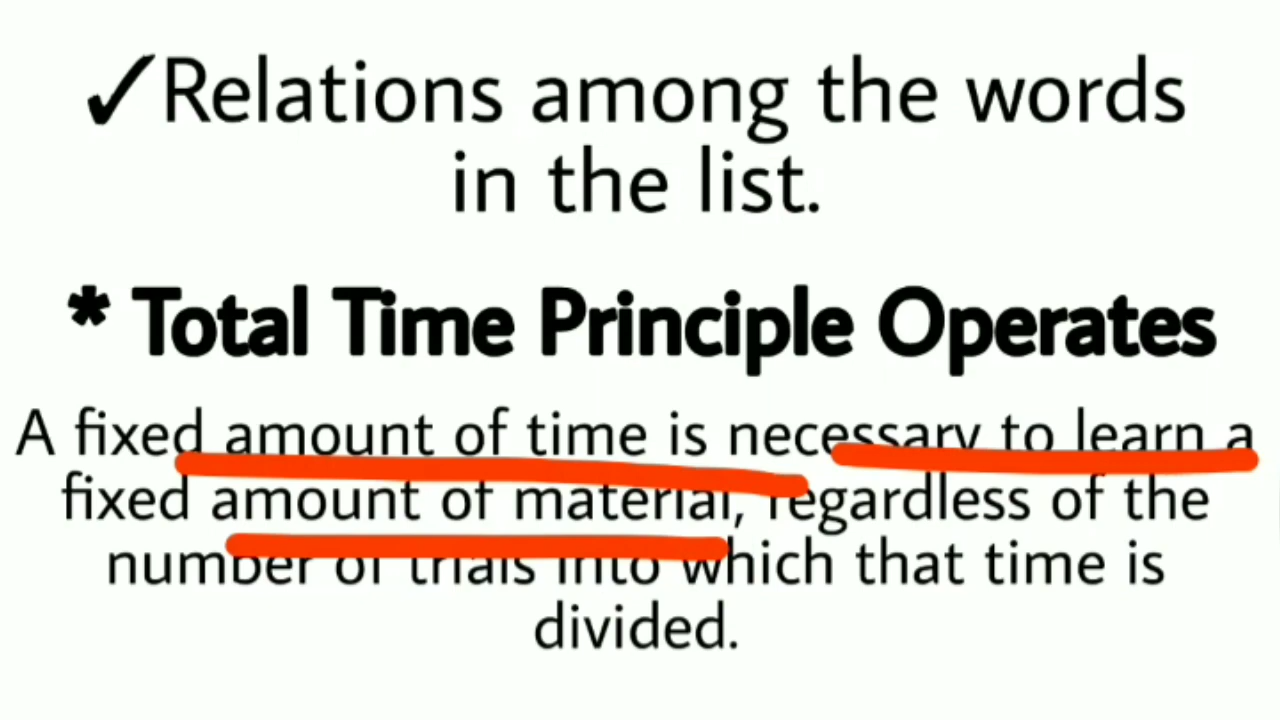 ✓Relations among the words
in the list.
* Total Time Principle Operates
A fixed amount of time is necessary to learn a
fixed amount of material, regardless of the
number of trials into which that time is
divided.